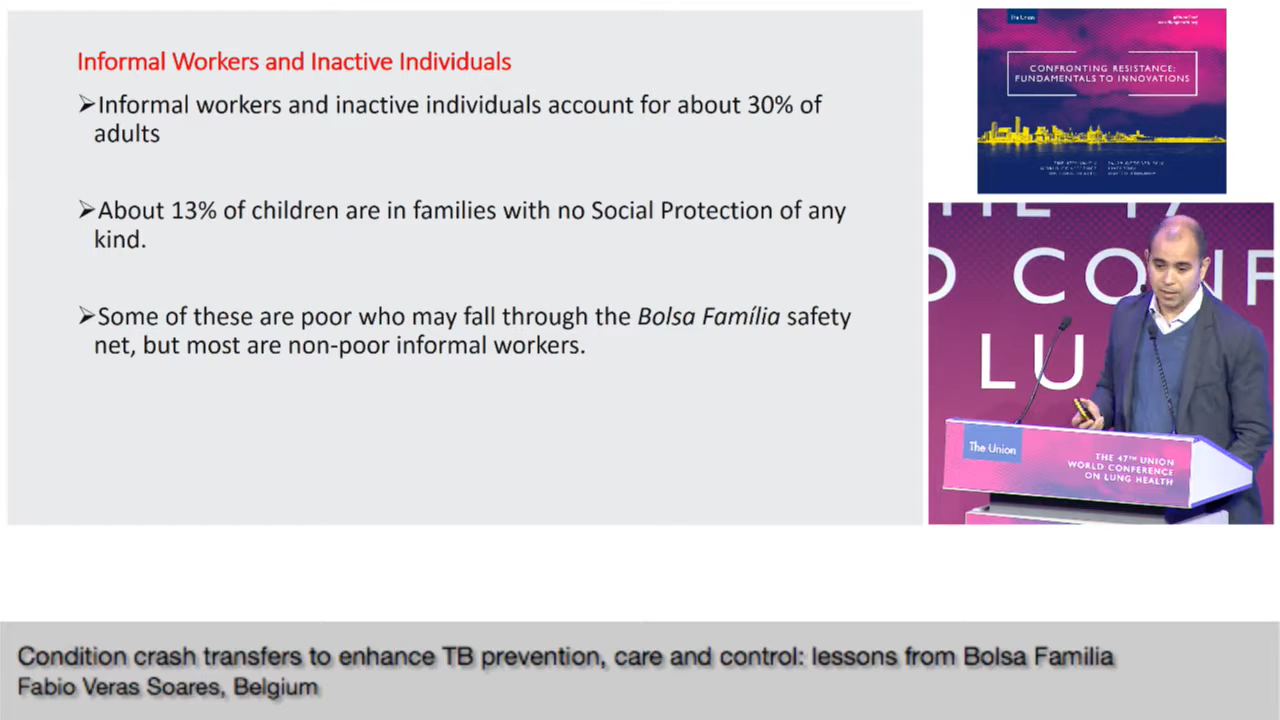 Informal Workers and Inactive Individuals
➢Informal workers and inactive individuals account for about 30% of
adults
➢About 13% of children are in families with no Social Protection of any
kind.
➢Some of these are poor who may fall through the Bolsa Família safety
net, but most are non-poor informal workers.
The Union
CONFRONTING RESISTANCE:
FUNDAMENTALS TO INNOVATIONS
HE 47
D CONF
LU
The Union
THE 47TH UNION
WORLD CONFERENCE
ON LUNG HEALTH
Condition crash transfers to enhance TB prevention, care and control: lessons from Bolsa Familia
Fabio Veras Soares, Belgium